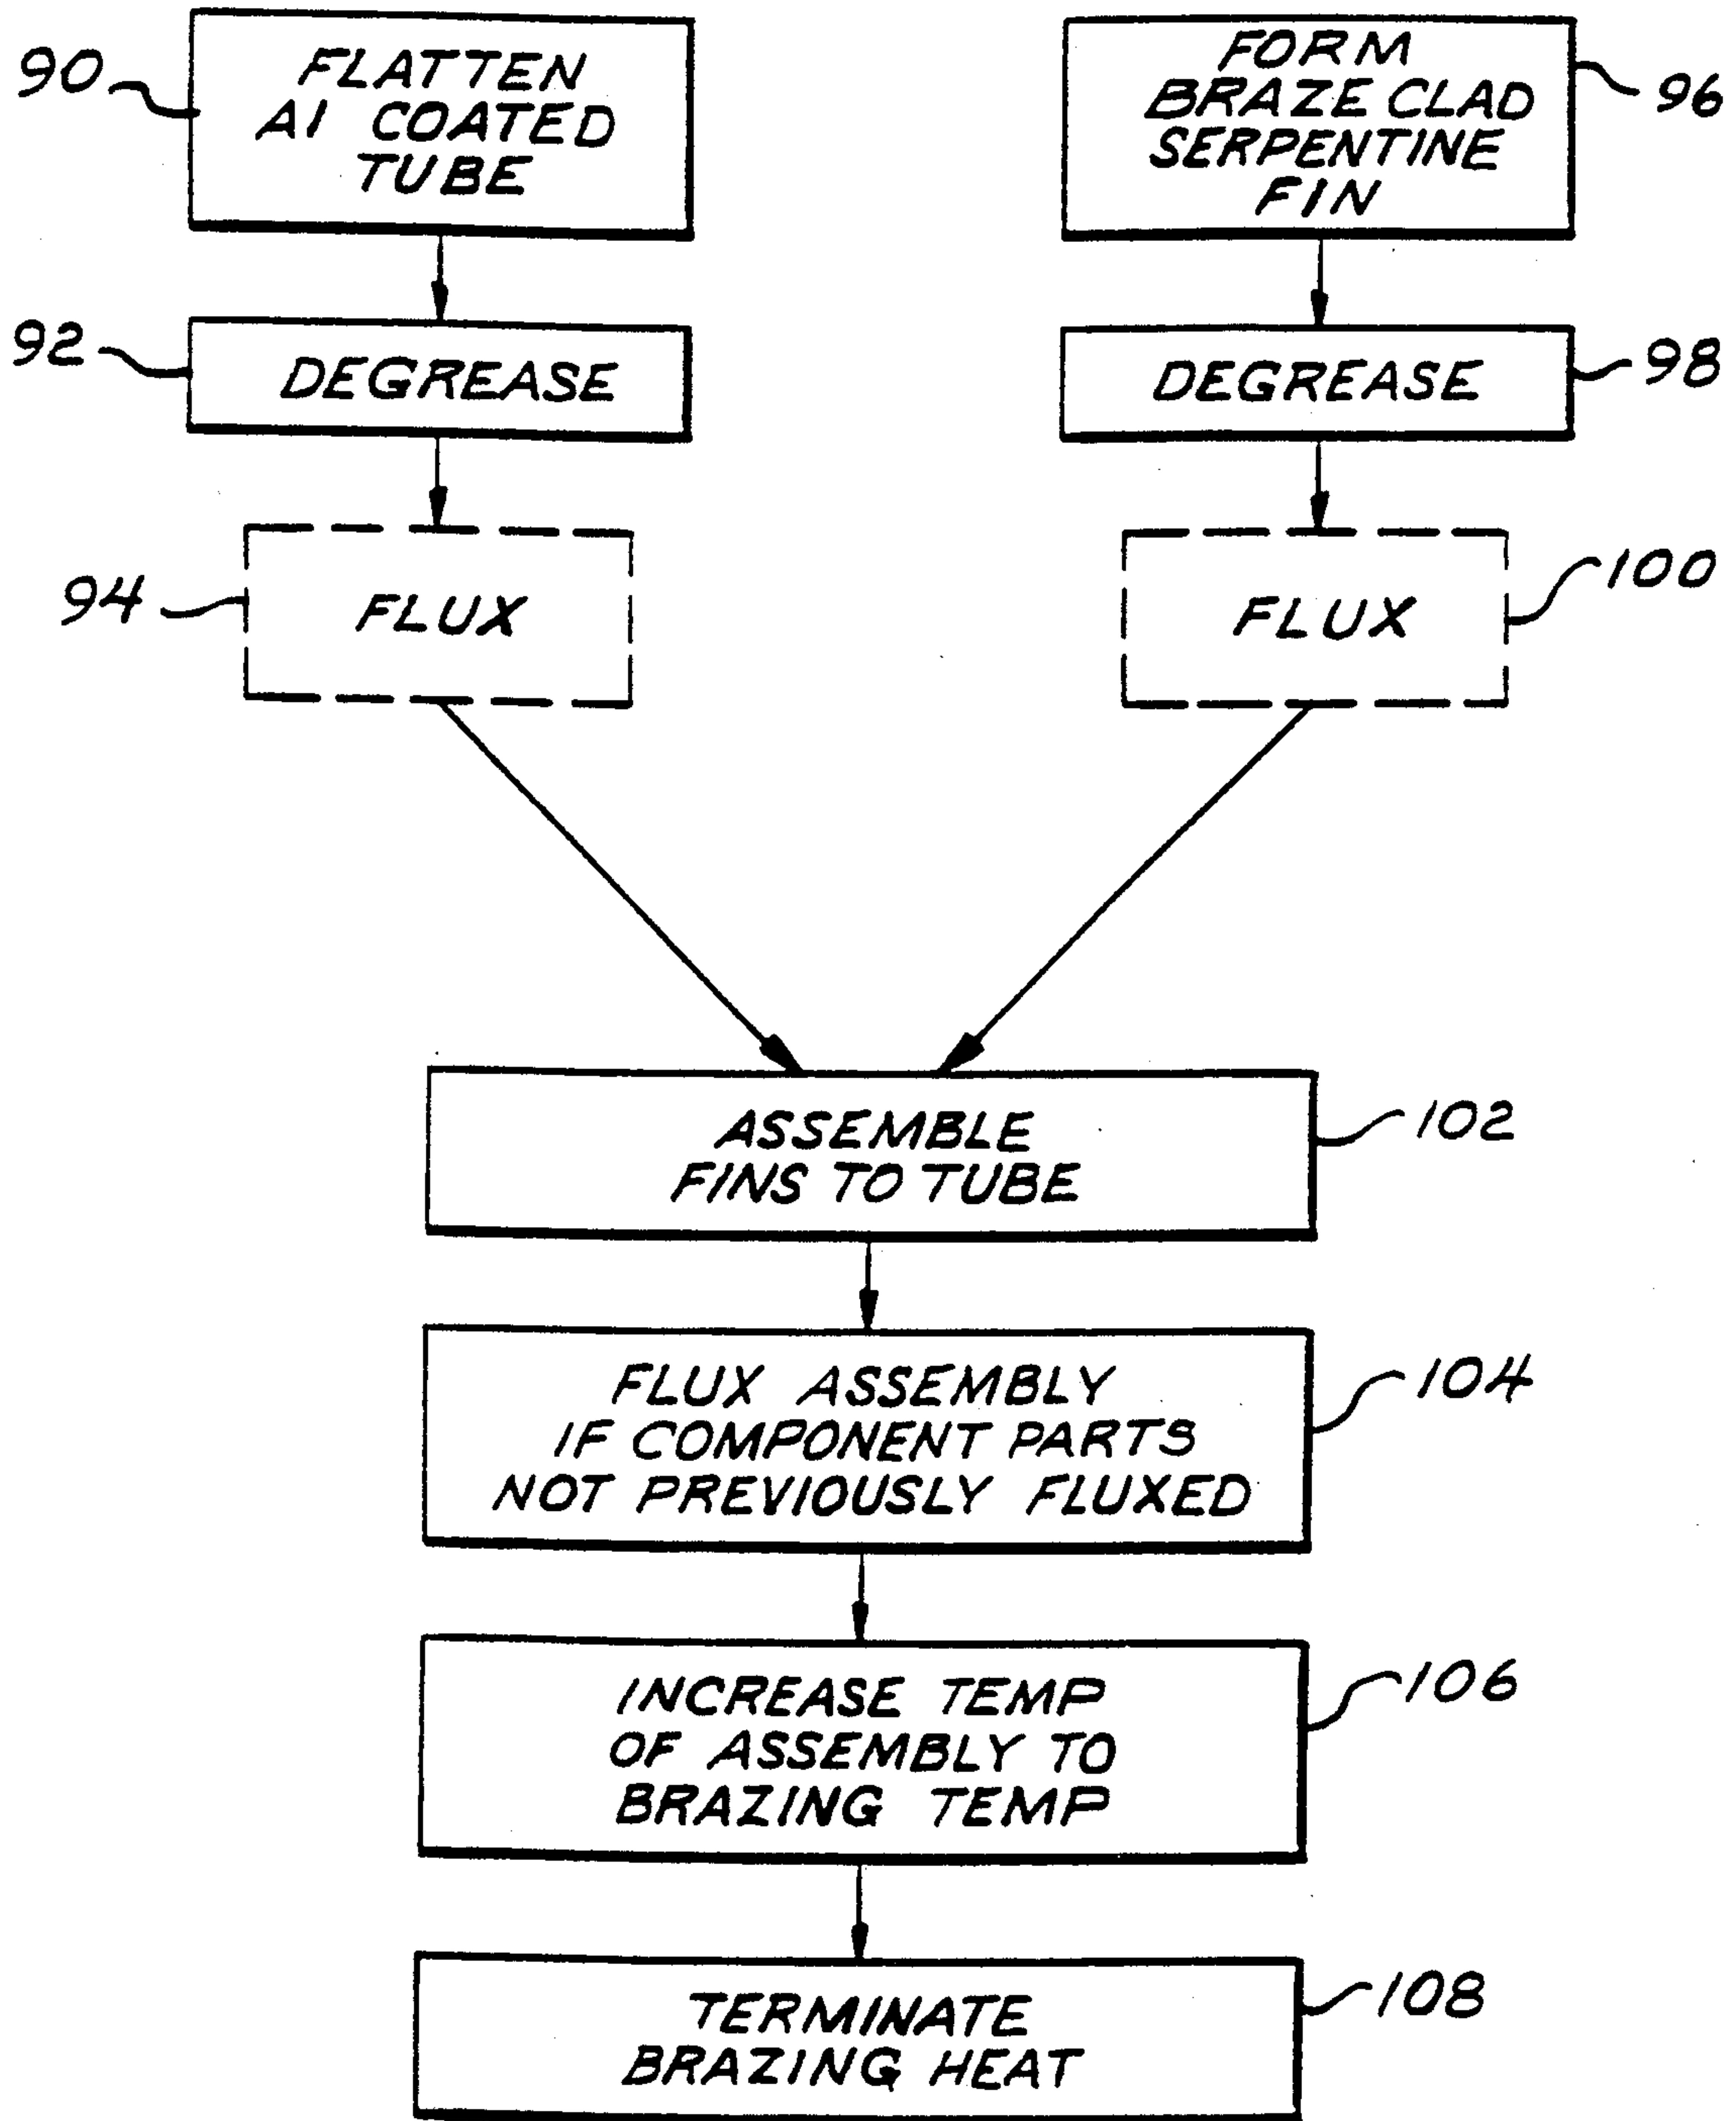 90
FLATTEN
Al COATED
TUBE
96
FORM
BRAZE CLAD
SERPENTINE
FIN
92
DEGREASE
98
DEGREASE
94
FLUX
100
FLUX
102
ASSEMBLE
FINS TO TUBE
104
FLUX ASSEMBLY
IF COMPONENT PARTS
NOT PREVIOUSLY FLUXED
106
INCREASE TEMP
OF ASSEMBLY TO
BRAZING TEMP
108
TERMINATE
BRAZING HEAT